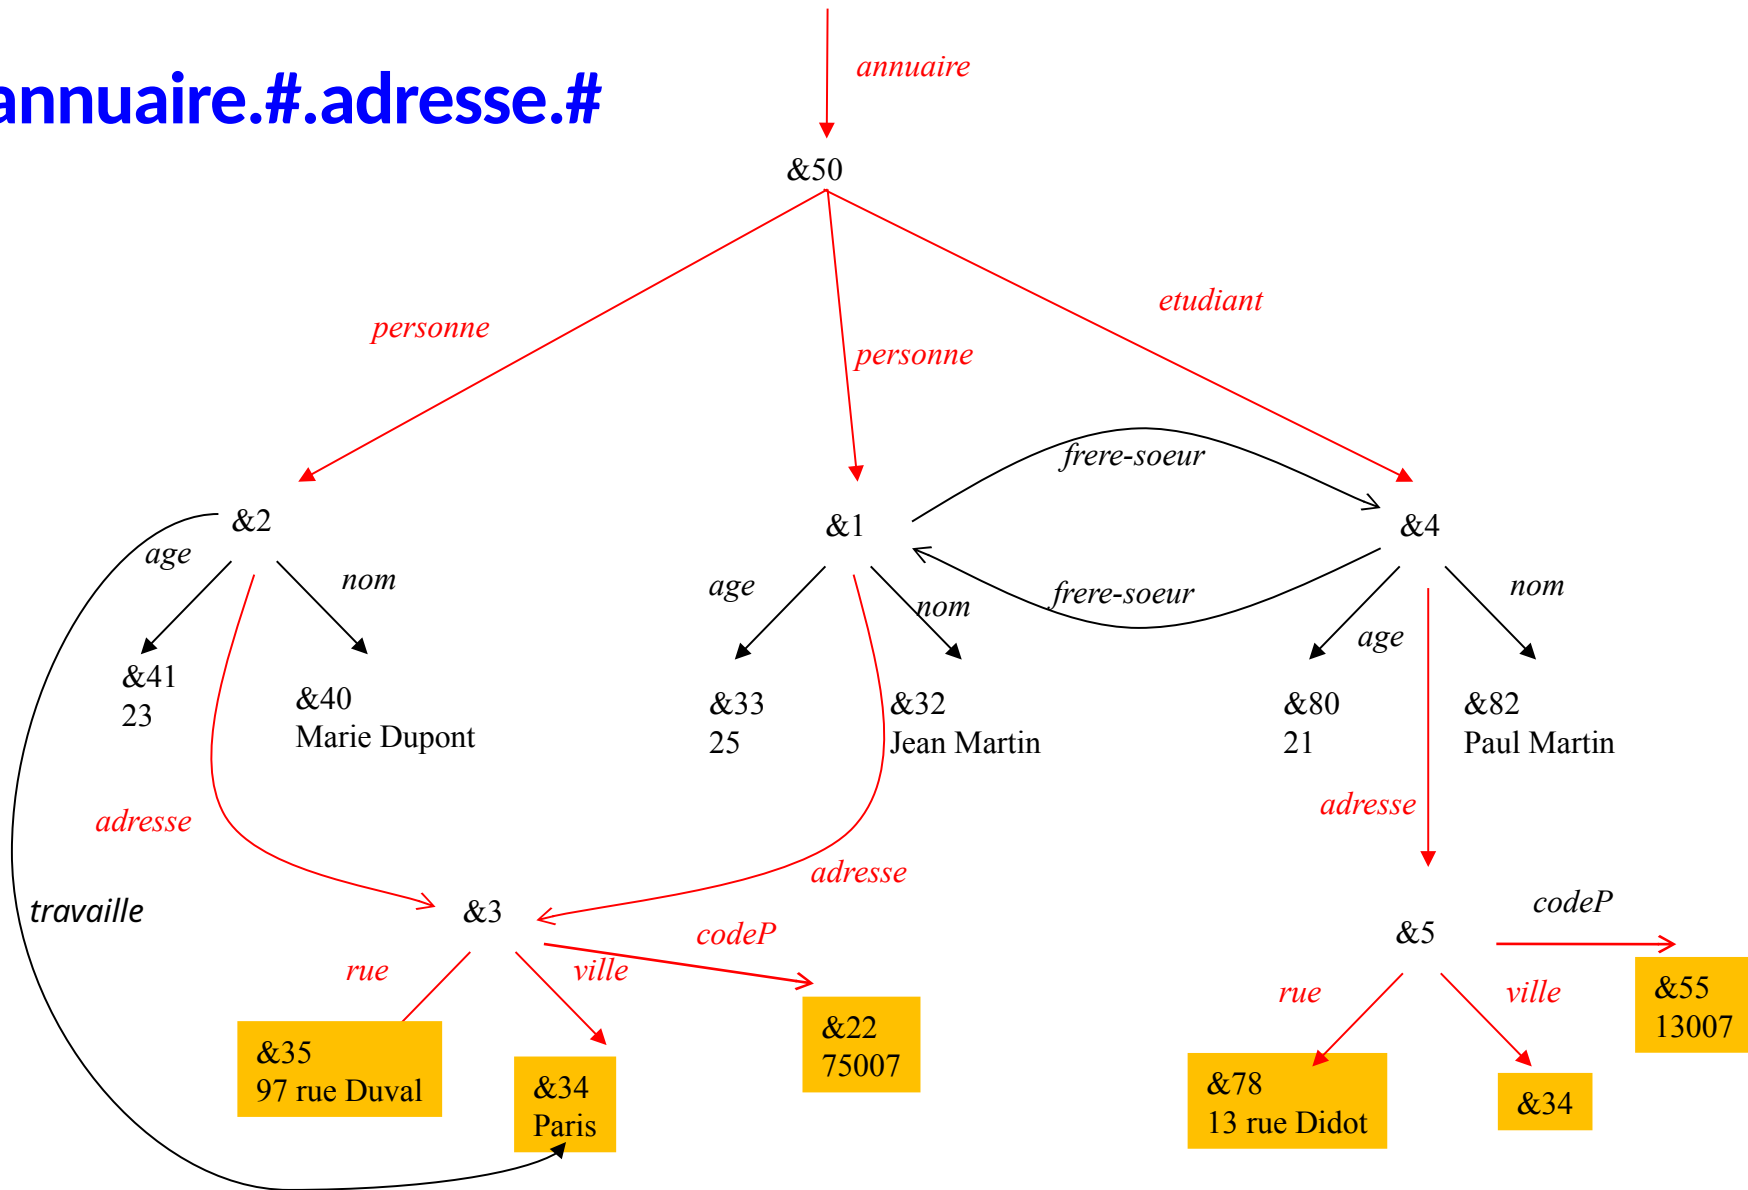 annuaire
annuaire.#.adresse.#
&50
etudiant
personne
personne
frere-soeur
&2
&1
&4
age
nom
age
nom
frere-soeur
nom
age
&41
23
&40
Marie Dupont
&33
25
&32
Jean Martin
&80
21
&82
Paul Martin
adresse
adresse
adresse
travaille
&3
codeP
&5
codeP
rue
ville
rue
ville
&35
97 rue Duval
&34
Paris
&22
75007
&78
13 rue Didot
&34
&55
13007